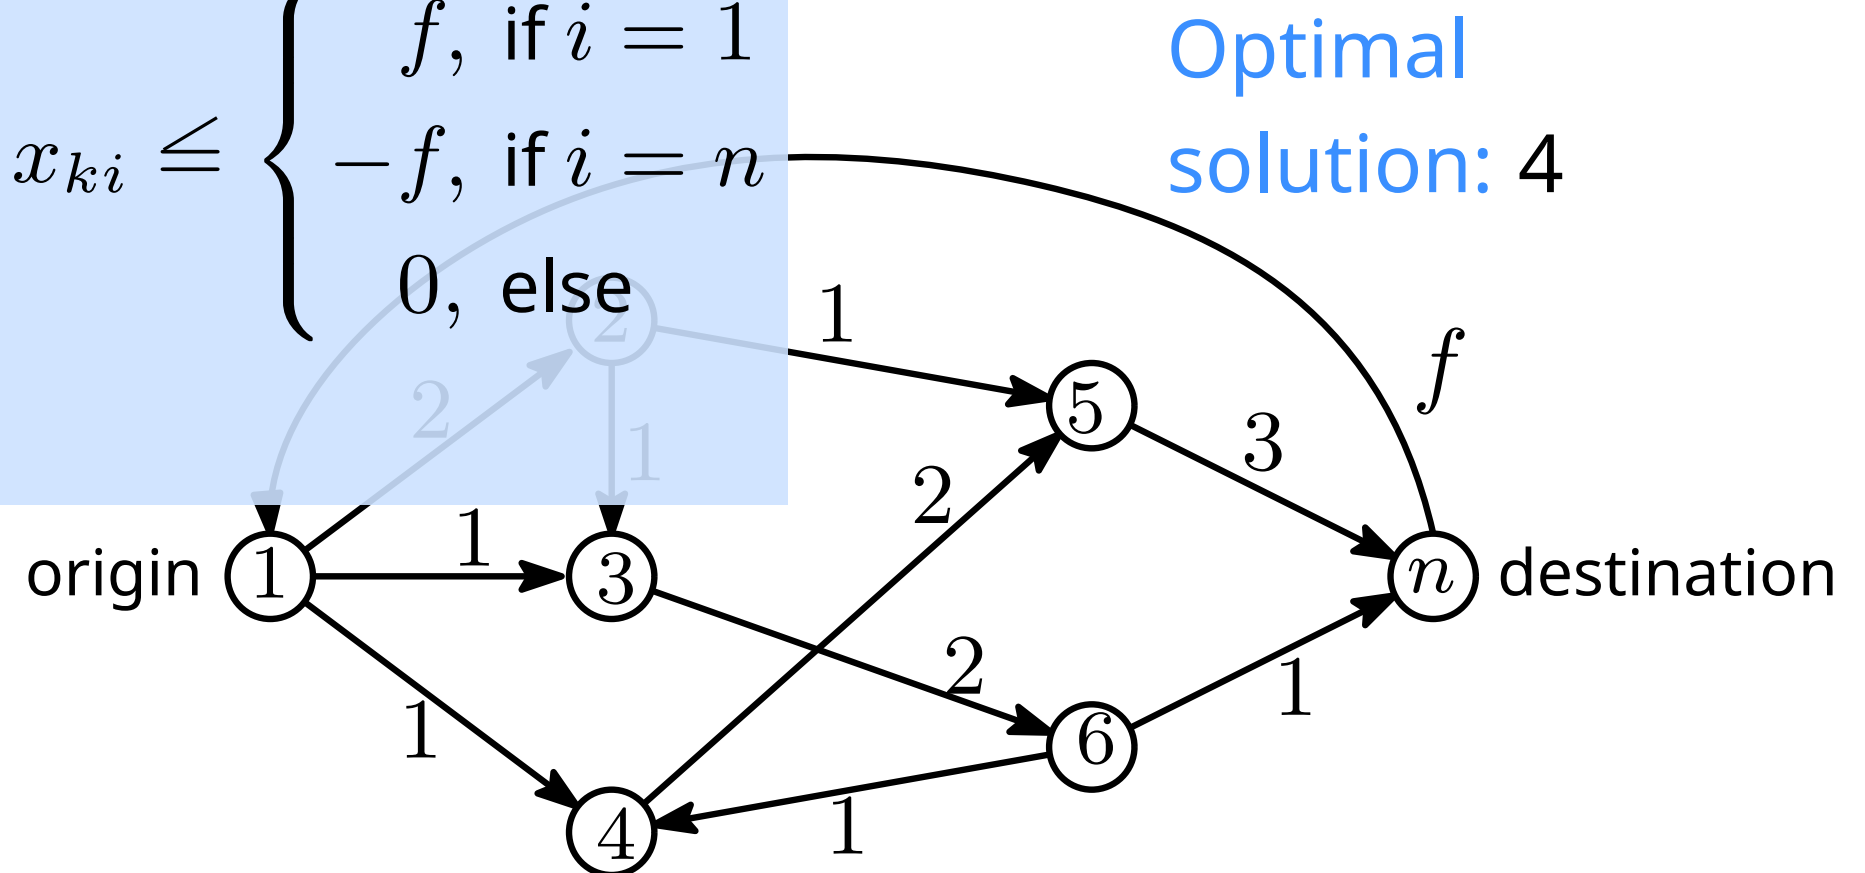 f, if i = 1
x_{ki} ≦ { −f, if i = n
0, else
Optimal
solution: 4
f
2
1
2
1
5
3
2
origin
1
1
3
n
destination
2
1
1
6
4
1